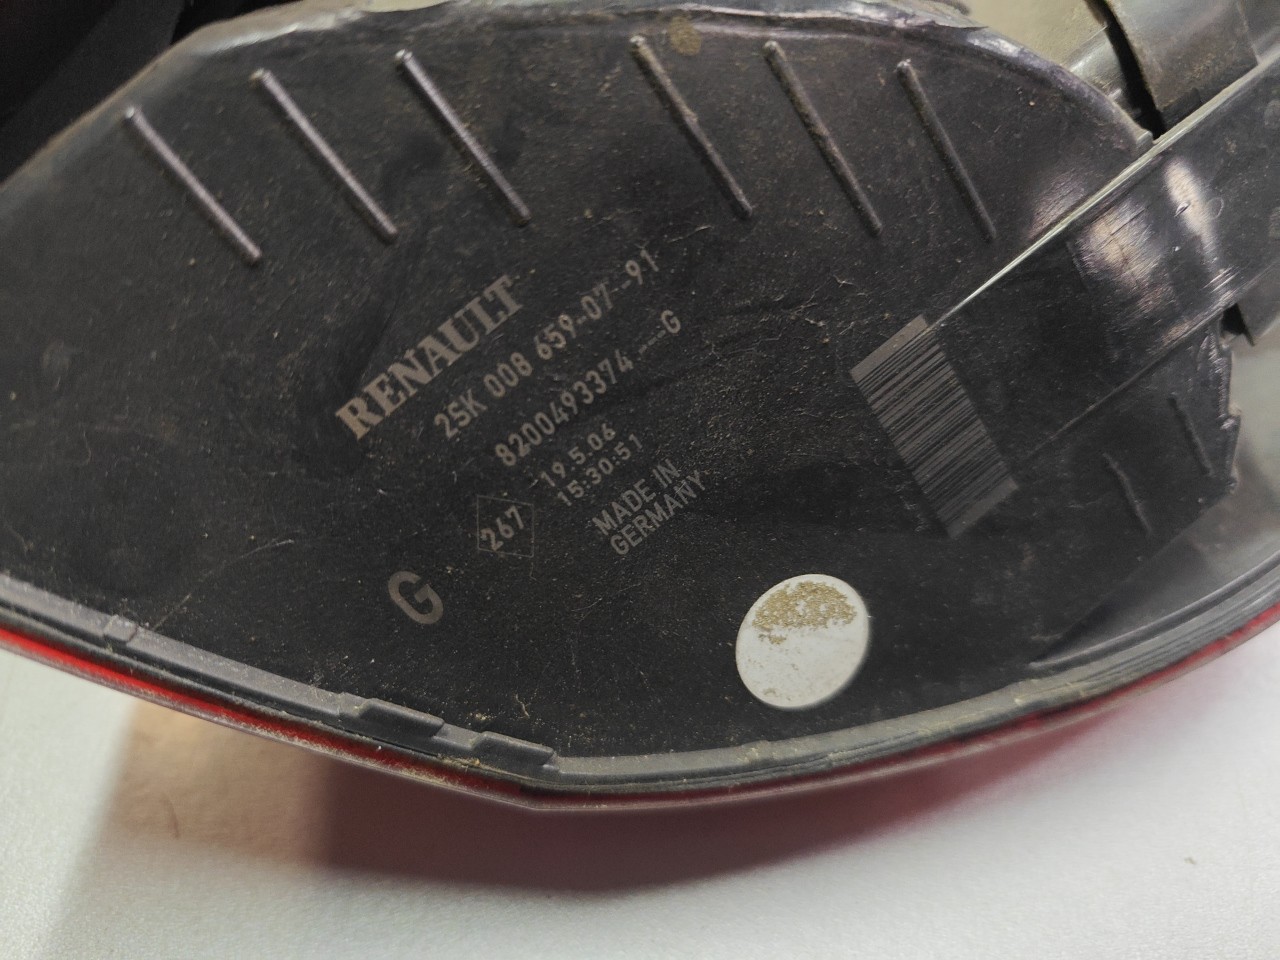 RENAULT
2SK 008 659-07--91
8200493374 ---G
19.5.06
15:30:51
267
MADE IN
GERMANY
G